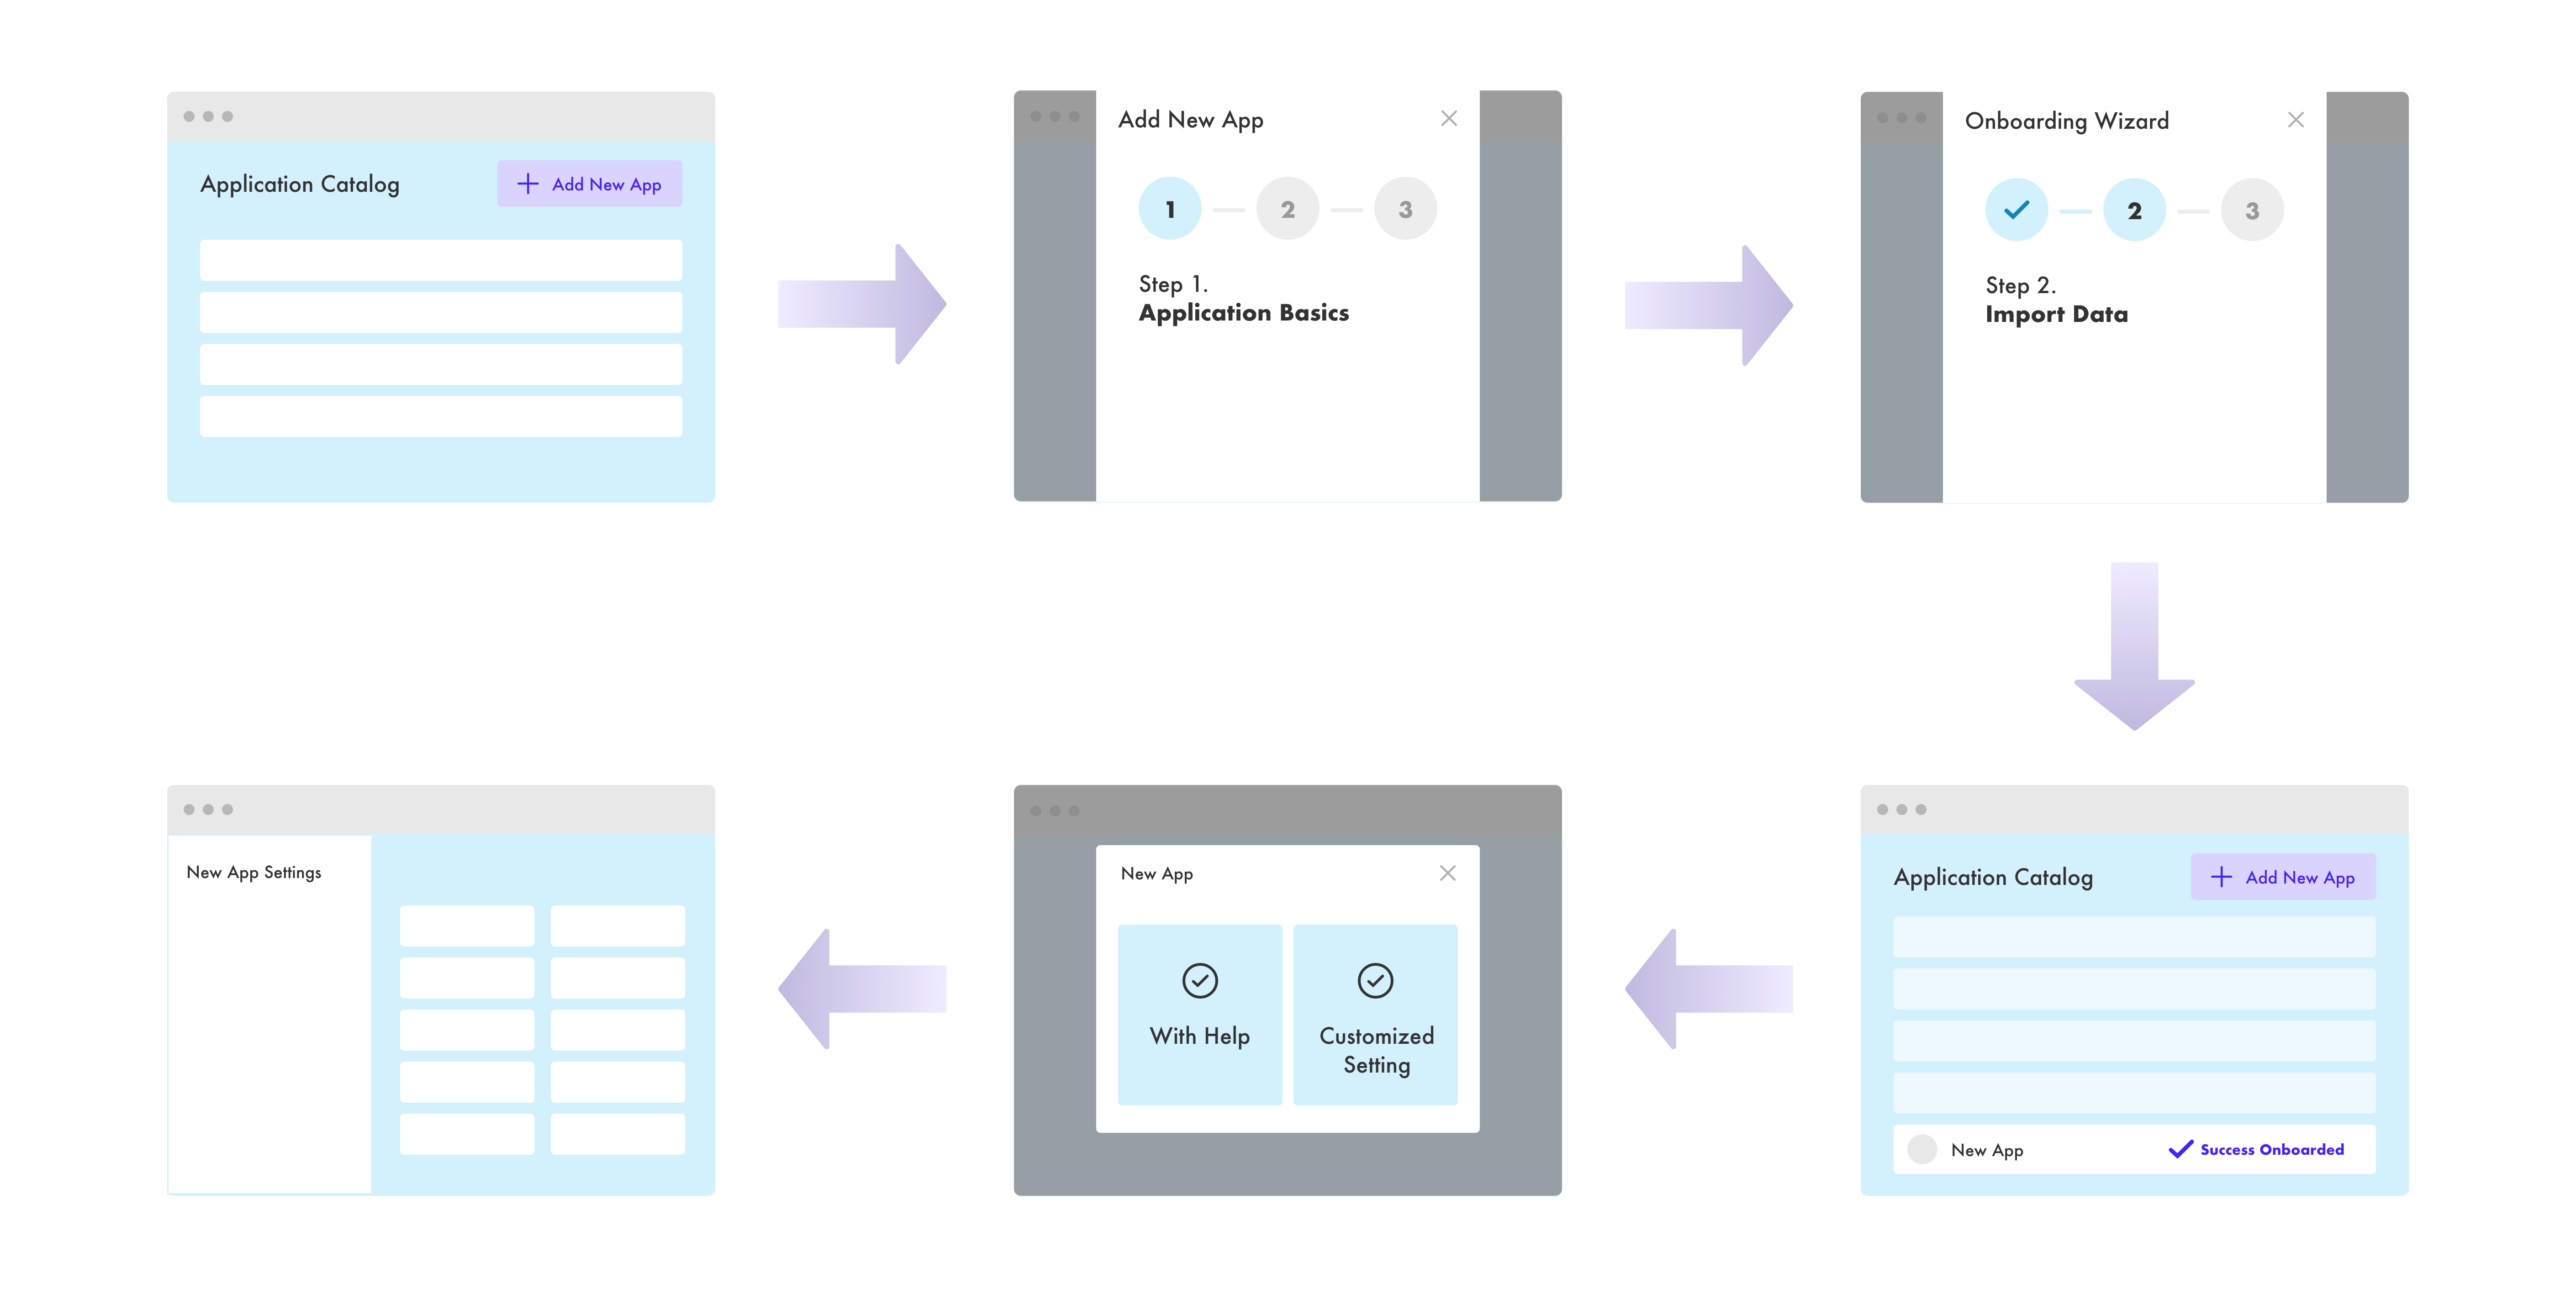 Application Catalog
Add New App
Add New App
1 2 3
Step 1.
Application Basics
Onboarding Wizard
2 3
Step 2.
Import Data
Application Catalog
Add New App
New App
Success Onboarded
New App
With Help
Customized
Setting
New App Settings